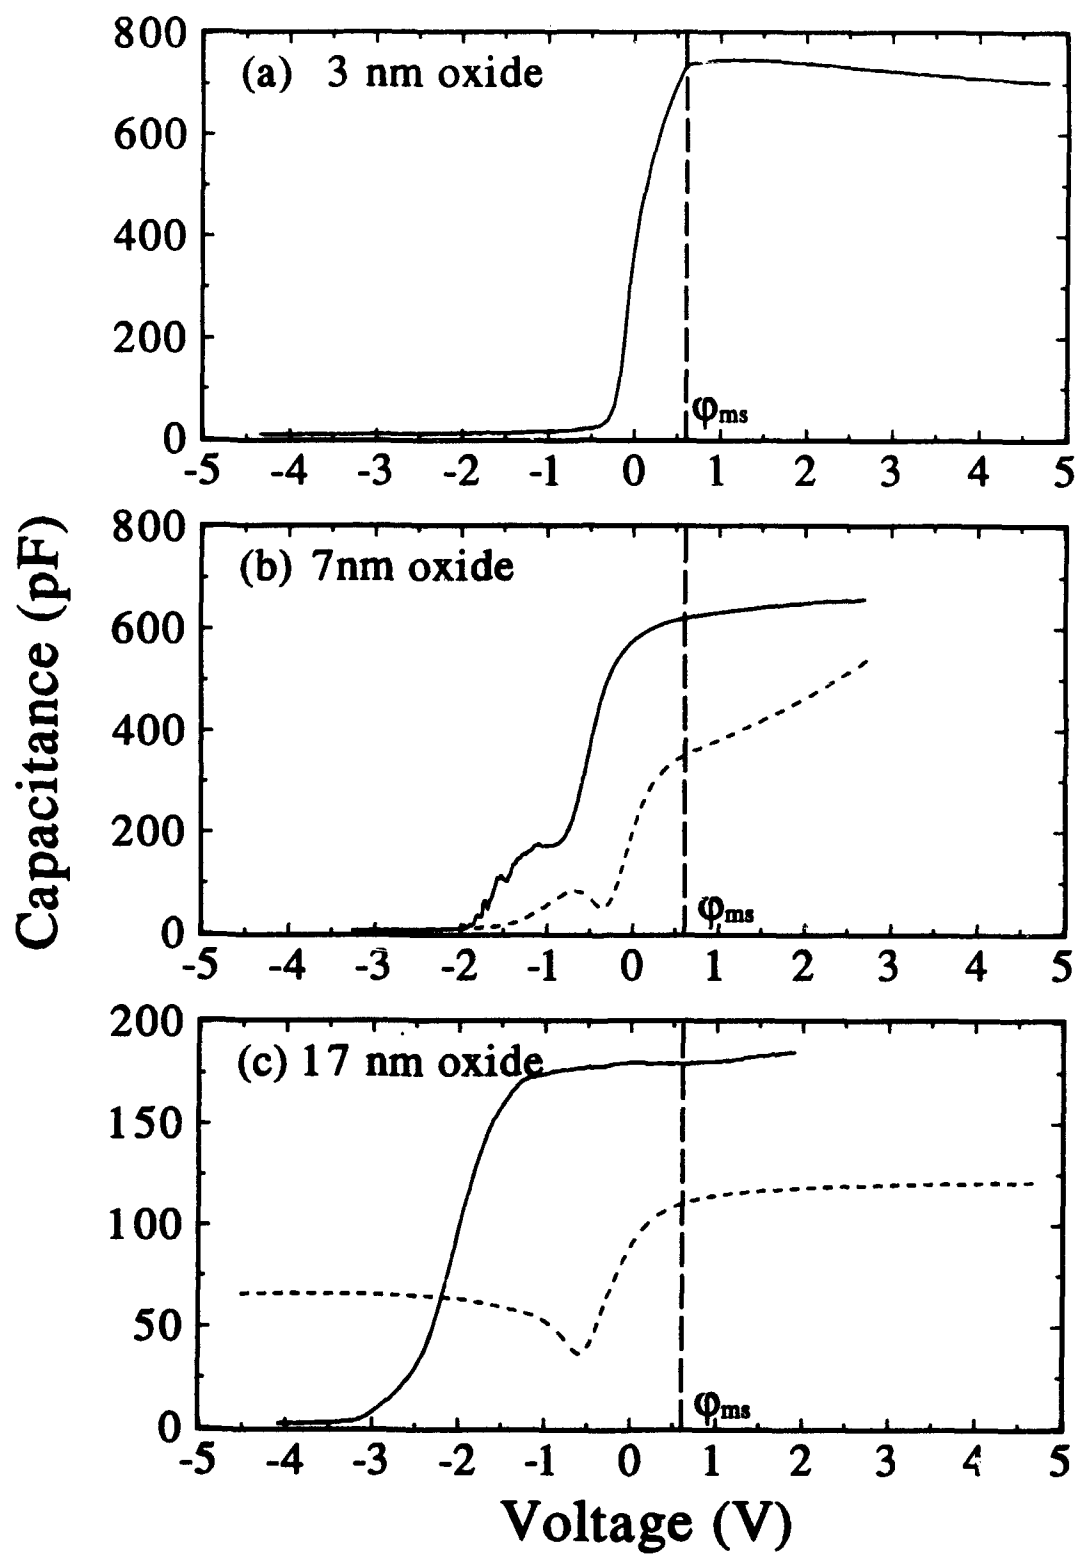 800
(a) 3 nm oxide
600
400
200
φms
0
-5 -4 -3 -2 -1 0 1 2 3 4 5
800
(b) 7nm oxide
600
400
200
φms
0
-5 -4 -3 -2 -1 0 1 2 3 4 5
200
(c) 17 nm oxide
150
100
50
φms
0
-5 -4 -3 -2 -1 0 1 2 3 4 5
Capacitance (pF)
Voltage (V)